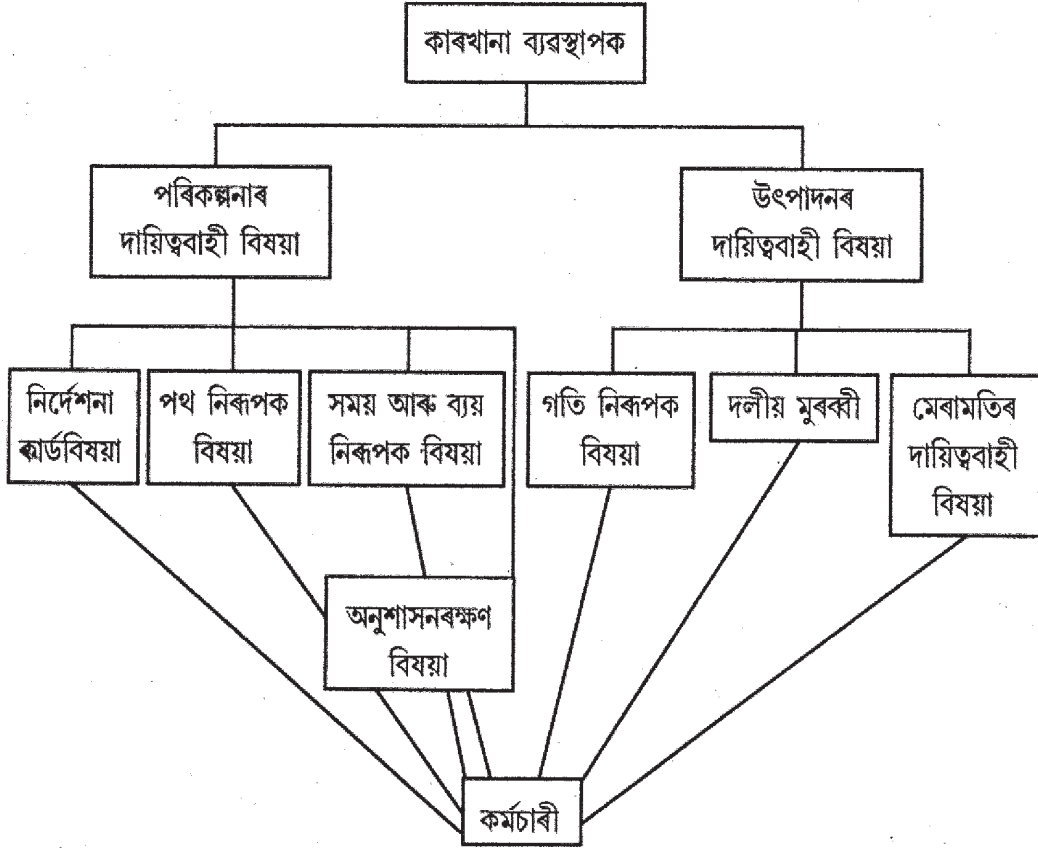 কাৰখানা ব্যৱস্থাপক
পৰিকল্পনাৰ
দায়িত্ববাহী বিষয়া
উৎপাদনৰ
দায়িত্ববাহী বিষয়া
নিৰ্দেশনা
কাৰ্ডবিষয়া
পথ নিৰূপক
বিষয়া
সময় আৰু ব্যয়
নিৰূপক বিষয়া
গতি নিৰূপক
বিষয়া
দলীয় মুৰব্বী
মেৰামতিৰ
দায়িত্ববাহী
বিষয়া
অনুশাসনৰক্ষণ
বিষয়া
কৰ্মচাৰী